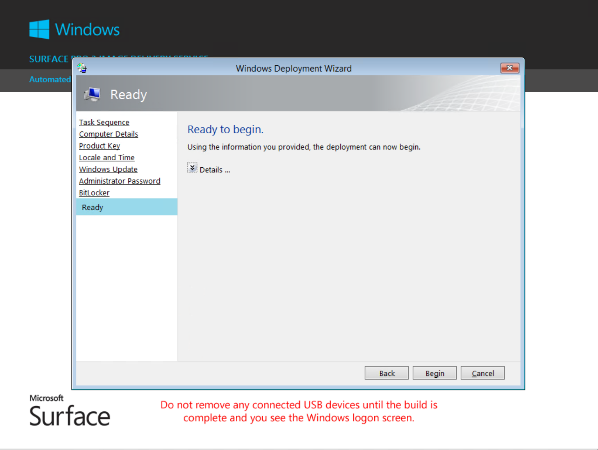 Windows
SURFACE
Automated
Windows Deployment Wizard
Ready
Task Sequence
Computer Details
Product Key
Locale and Time
Windows Update
Administrator Password
BitLocker
Ready
Ready to begin.
Using the information you provided, the deployment can now begin.
Details ...
Back
Begin
Cancel
Microsoft
Surface
Do not remove any connected USB devices until the build is
complete and you see the Windows logon screen.